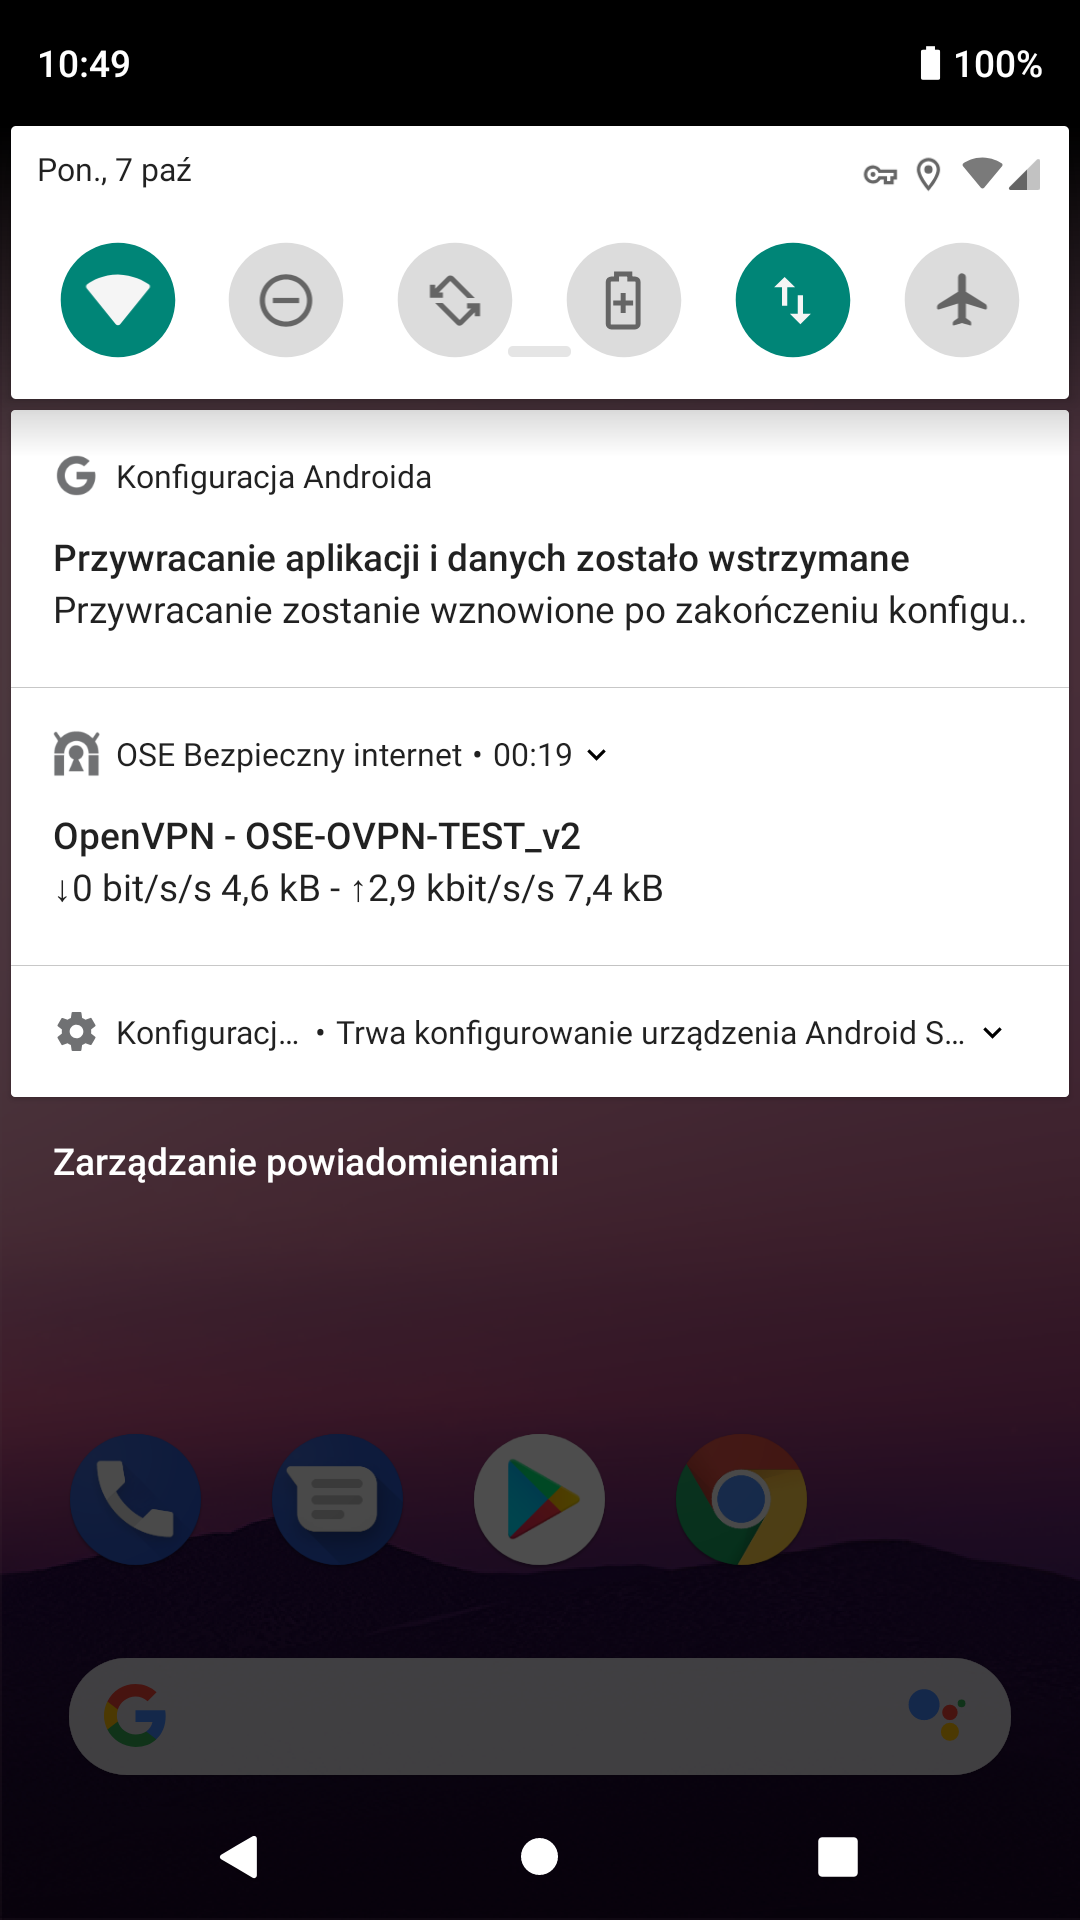 10:49
100%
Pon., 7 paź
Konfiguracja Androida
Przywracanie aplikacji i danych zostało wstrzymane
Przywracanie zostanie wznowione po zakończeniu konfigu..
OSE Bezpieczny internet • 00:19
OpenVPN - OSE-OVPN-TEST_v2
↓0 bit/s/s 4,6 kB - ↑2,9 kbit/s/s 7,4 kB
Konfiguracj… • Trwa konfigurowanie urządzenia Android S…
Zarządzanie powiadomieniami